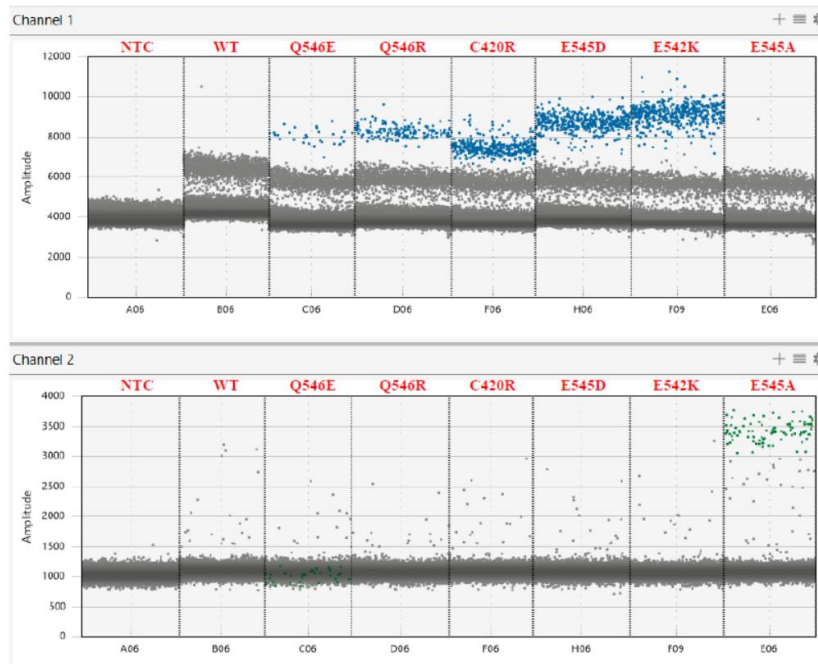 Channel 1
NTC WT Q546E Q546R C420R E545D E542K E545A
12000
10000
8000
6000
4000
2000
0
Amplitude
A06 B06 C06 D06 F06 H06 F09 E06
Channel 2
NTC WT Q546E Q546R C420R E545D E542K E545A
4000
3500
3000
2500
2000
1500
1000
500
0
Amplitude
A06 B06 C06 D06 F06 H06 F09 E06